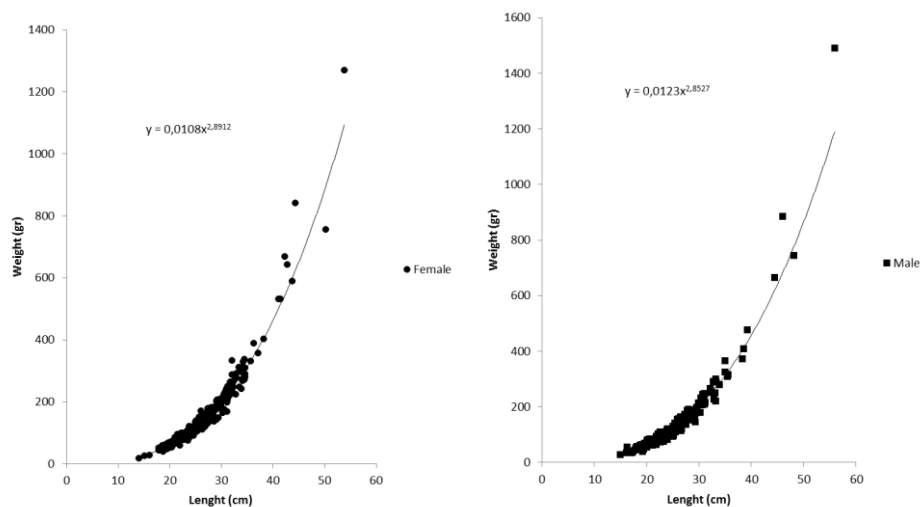 1400
1200
1000
800
600
400
200
0
Weight (gr)
y = 0,0108x^2,8912
Female
0 10 20 30 40 50 60
Lenght (cm)
1600
1400
1200
1000
800
600
400
200
0
Weight (gr)
y = 0,0123x^2,8527
Male
0 10 20 30 40 50 60
Lenght (cm)